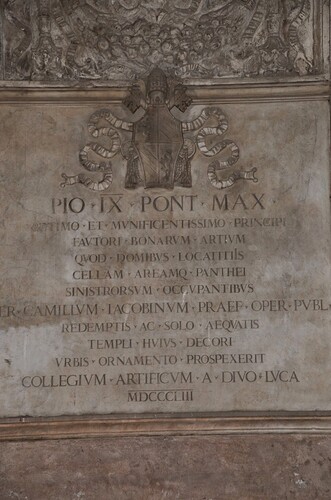 PIO · IX · PONT · MAX ·
OPTIMO · ET · MVNIFICENTISSIMO · PRINCIPI
FAVTORI · BONARVM · ARTIVM
QVOD · DOMIBVS · LOCATITIIS
CELLAM · AREAMQ · PANTHEI
SINISTRORSVM · OCCVPANTIBVS
PER · CAMILLVM · IACOBINVM · PRAEF · OPER · PVBL
REDEMPTIS · AC · SOLO · AEQVATIS
TEMPLI · HVIVS · DECORI
VRBIS · ORNAMENTO · PROSPEXERIT
COLLEGIVM · ARTIFICVM · A · DIVO · LVCA
MDCCCLIII